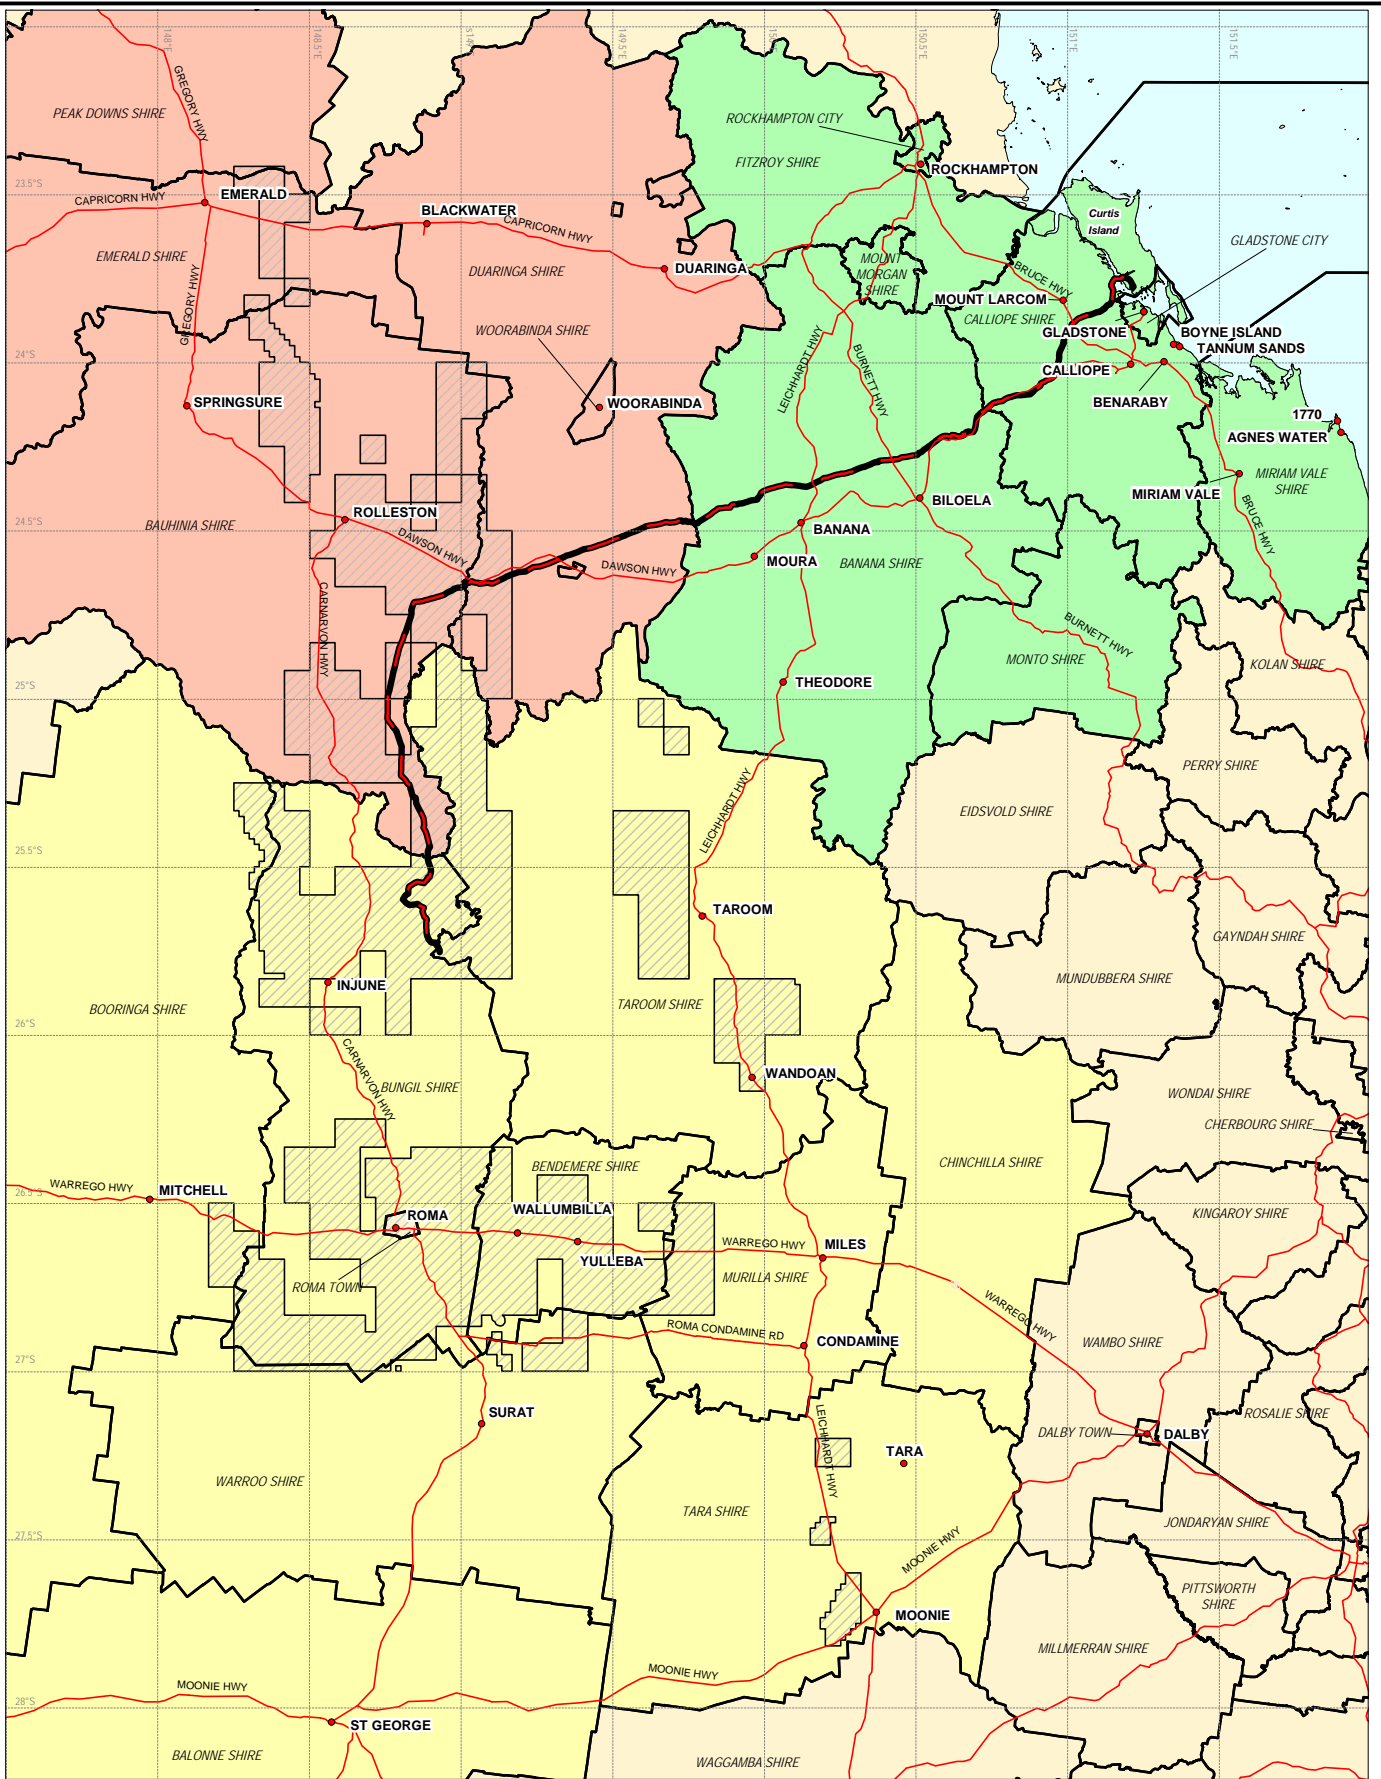 148°E
148.5°E
149.5°E
150.5°E
151°E
151.5°E
GREGORY HWY
PEAK DOWNS SHIRE
ROCKHAMPTON CITY
FITZROY SHIRE
ROCKHAMPTON
23.5°S
EMERALD
CAPRICORN HWY
BLACKWATER
CAPRICORN HWY
Curtis
Island
GLADSTONE CITY
EMERALD SHIRE
DUARINGA SHIRE
DUARINGA
MOUNT
MORGAN
SHIRE
BRUCE HWY
GREGORY HWY
MOUNT LARCOM
CALLIOPE SHIRE
WOORABINDA SHIRE
GLADSTONE
BOYNE ISLAND
TANNUM SANDS
24°S
LEICHHARDT HWY
BURNETT HWY
CALLIOPE
BENARABY
SPRINGSURE
WOORABINDA
1770
AGNES WATER
MIRIAM VALE
MIRIAM VALE
SHIRE
BILOELA
ROLLESTON
BAUHINIA SHIRE
24.5°S
BANANA
BRUCE HWY
DAWSON HWY
DAWSON HWY
MOURA
BANANA SHIRE
CARNARVON HWY
BURNETT HWY
MONTO SHIRE
KOLAN SHIRE
THEODORE
25°S
PERRY SHIRE
LEICHHARDT HWY
EIDSVOLD SHIRE
25.5°S
TAROOM
GAYNDAH SHIRE
MUNDUBBERA SHIRE
INJUNE
BOORINGA SHIRE
TAROOM SHIRE
26°S
CARNARVON HWY
WANDOAN
BUNGIL SHIRE
WONDAI SHIRE
CHERBOURG SHIRE
BENDEMERE SHIRE
CHINCHILLA SHIRE
WARREGO HWY
MITCHELL
26.5°S
ROMA
WALLUMBILLA
KINGAROY SHIRE
WARREGO HWY
MILES
YULLEBA
MURILLA SHIRE
ROMA TOWN
WARREGO HWY
ROMA CONDAMINE RD
CONDAMINE
WAMBO SHIRE
27°S
SURAT
LEICHHARDT HWY
ROSALIE SHIRE
DALBY TOWN
DALBY
TARA
WARROO SHIRE
TARA SHIRE
JONDARYAN SHIRE
27.5°S
MOONIE HWY
PITTSWORTH
SHIRE
MOONIE
MILLMERRAN SHIRE
MOONIE HWY
MOONIE HWY
28°S
ST GEORGE
BALONNE SHIRE
WAGGAMBA SHIRE